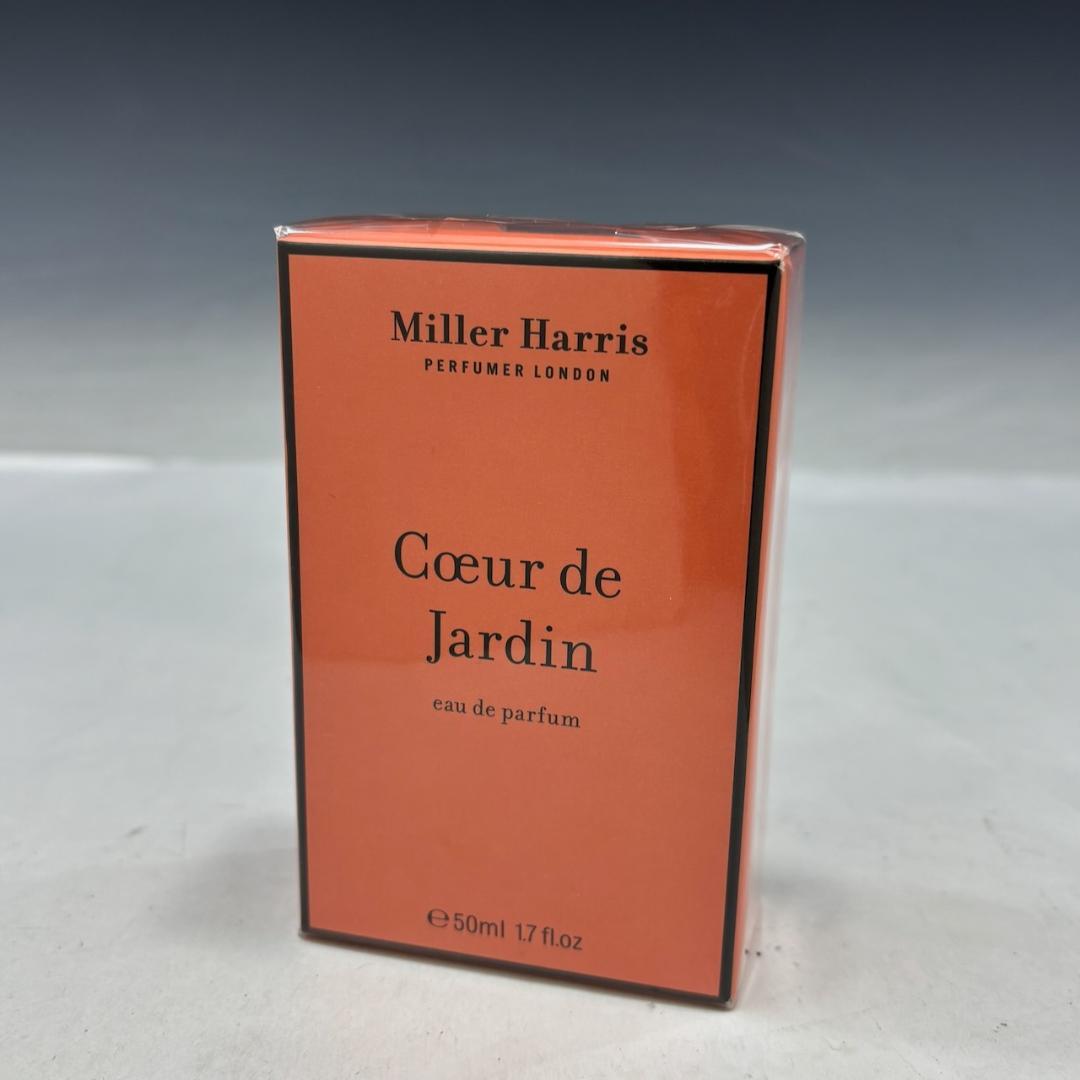 Miller Harris
PERFUMER LONDON
Cœur de
Jardin
eau de parfum
℮50ml 1.7 fl.oz